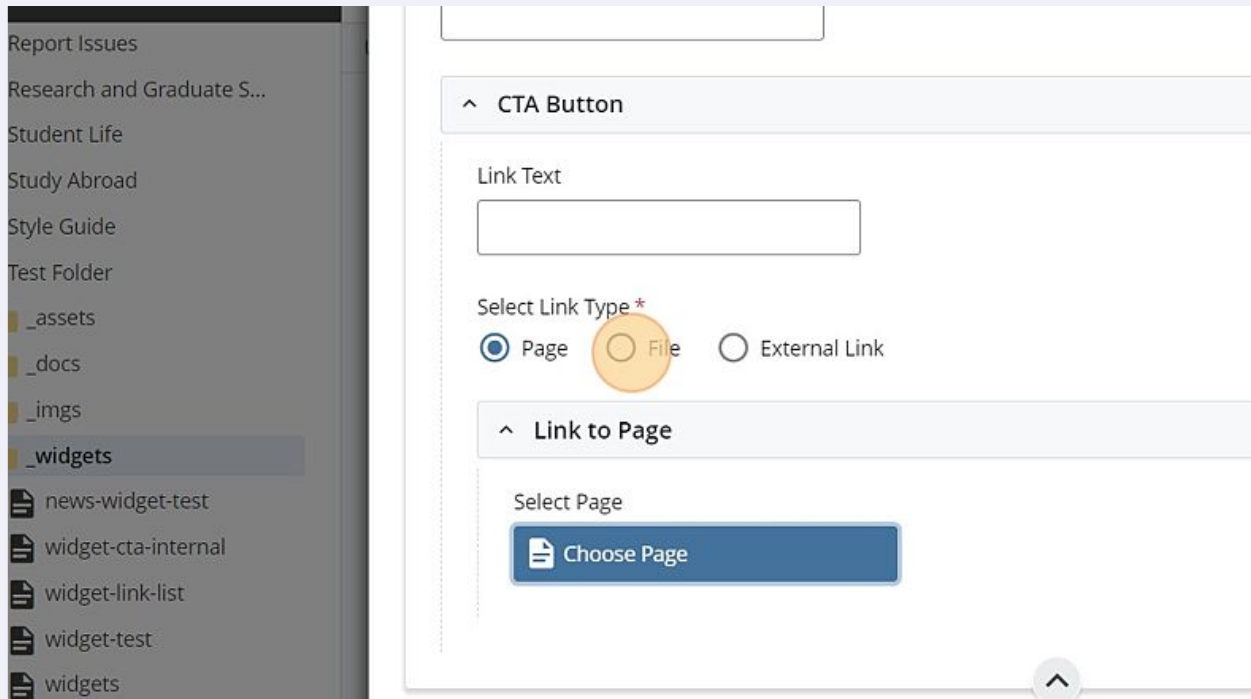 Report Issues
Research and Graduate S...
Student Life
Study Abroad
Style Guide
Test Folder
_assets
_docs
_imgs
_widgets
news-widget-test
widget-cta-internal
widget-link-list
widget-test
widgets
CTA Button
Link Text
Select Link Type *
Page File External Link
Link to Page
Select Page
Choose Page